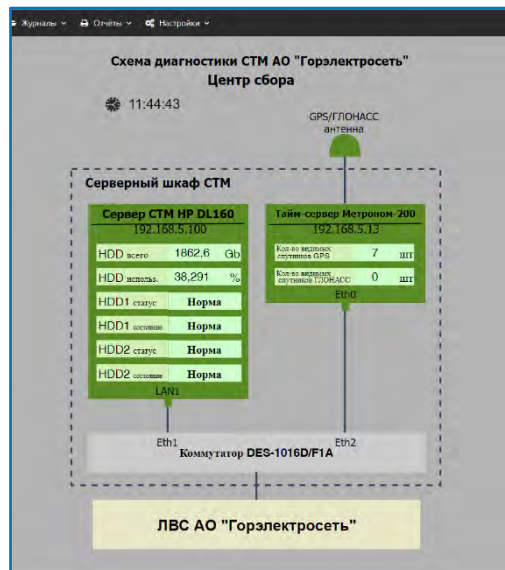 Журналы Отчёты Настройки
Схема диагностики СТМ АО "Горэлектросеть"
Центр сбора
11:44:43
GPS/ГЛОНАСС
антенна
Серверный шкаф СТМ
Сервер СТМ HP DL160
192.168.5.100
HDD всего 1862,6 Gb
HDD использ. 38,291 %
HDD1 статус Норма
HDD1 состояние Норма
HDD2 статус Норма
HDD2 состояние Норма
LAN1
Тайм-сервер Метроном-200
192.168.5.13
Кол-во видимых
спутников GPS 7 шт
Кол-во видимых
спутников ГЛОНАСС 0 шт
Eth0
Eth1 Eth2
Коммутатор DES-1016D/F1A
ЛВС АО "Горэлектросеть"